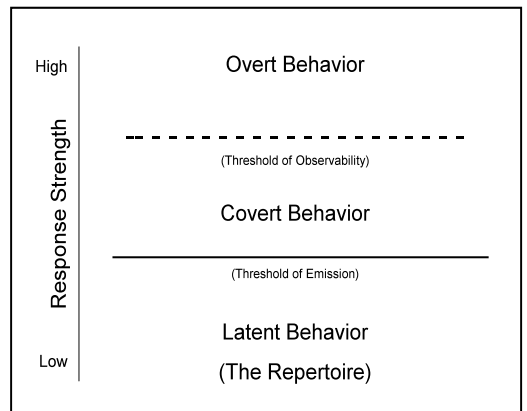 High
Overt Behavior
(Threshold of Observability)
Response Strength
Covert Behavior
(Threshold of Emission)
Latent Behavior
Low
(The Repertoire)